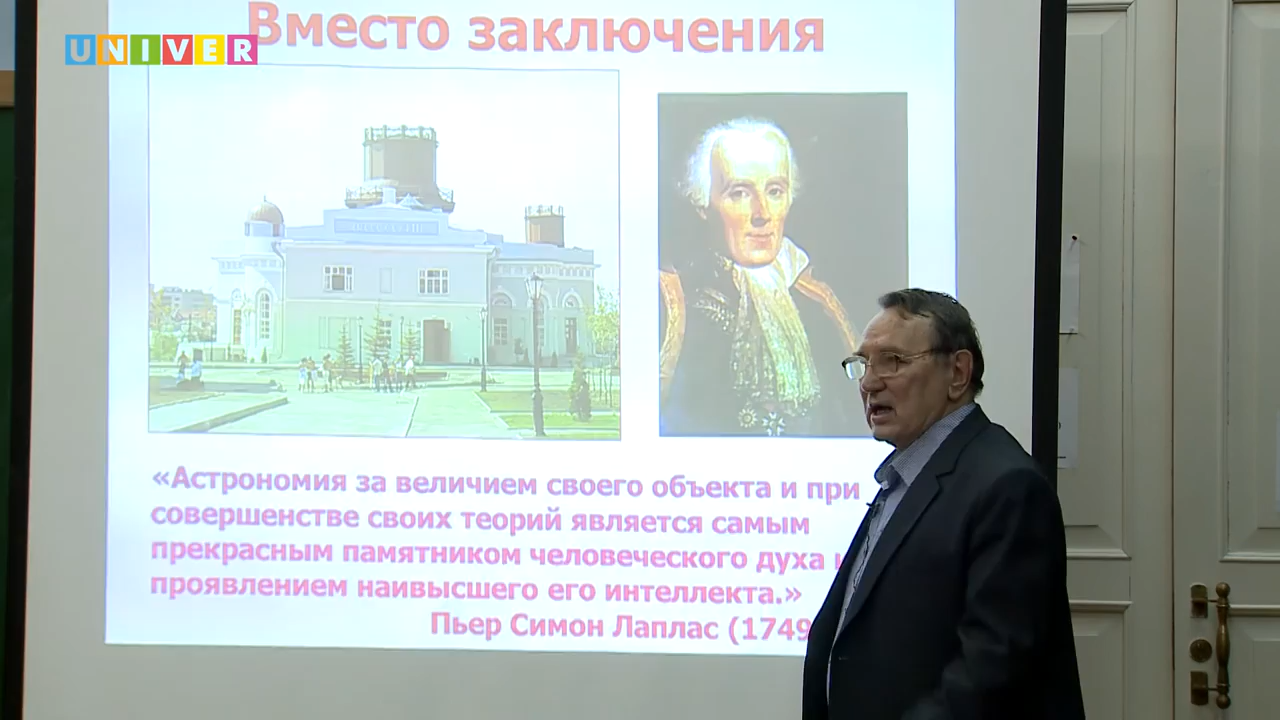 Вместо заключения
UNIVER
«Астрономия за величием своего объекта и при
совершенстве своих теорий является самым
прекрасным памятником человеческого духа и
проявлением наивысшего его интеллекта.»
Пьер Симон Лаплас (1749